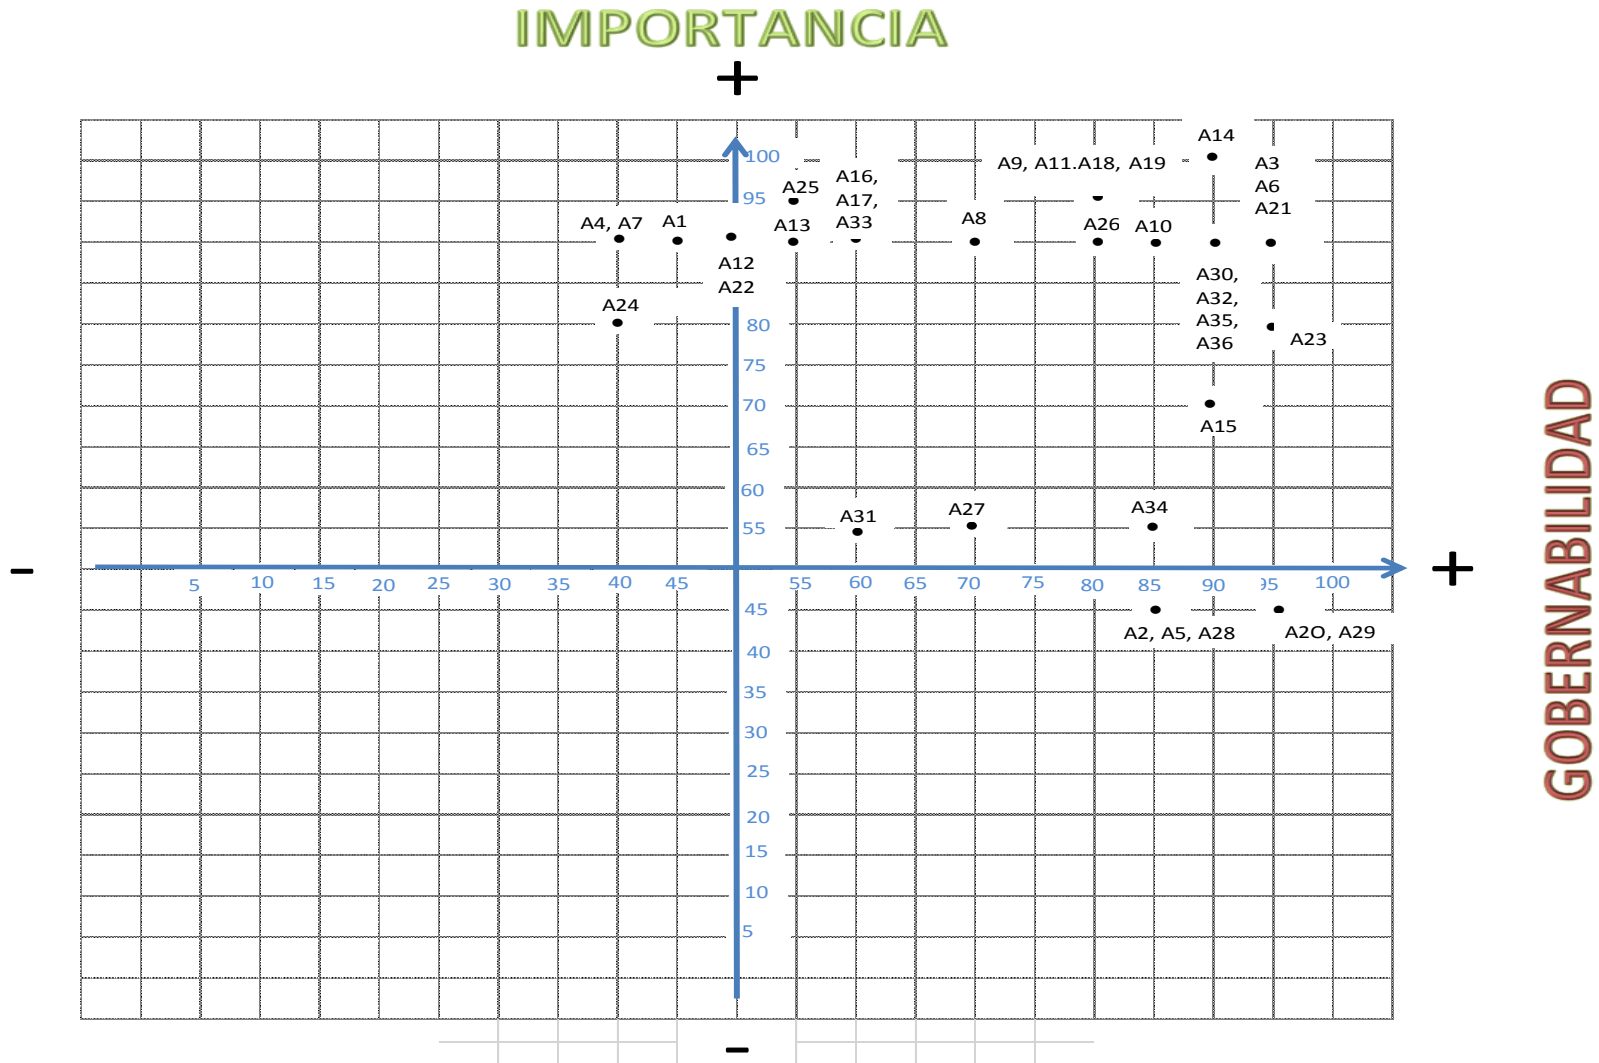 IMPORTANCIA
+
A14
100
A9, A11.A18, A19
A3
A16,
A25
A6
95
A17,
A21
A4, A7
A1
A13
A33
A8
A26
A10
A12
A22
A30,
A32,
A35,
A36
A24
80
A23
75
70
A15
65
60
A31
A27
A34
55
-
+
5 10 15 20 25 30 35 40 45 55 60 65 70 75 80 85 90 95 100
45
A2, A5, A28
A2O, A29
40
35
30
25
20
15
10
5
-
GOBERNABILIDAD